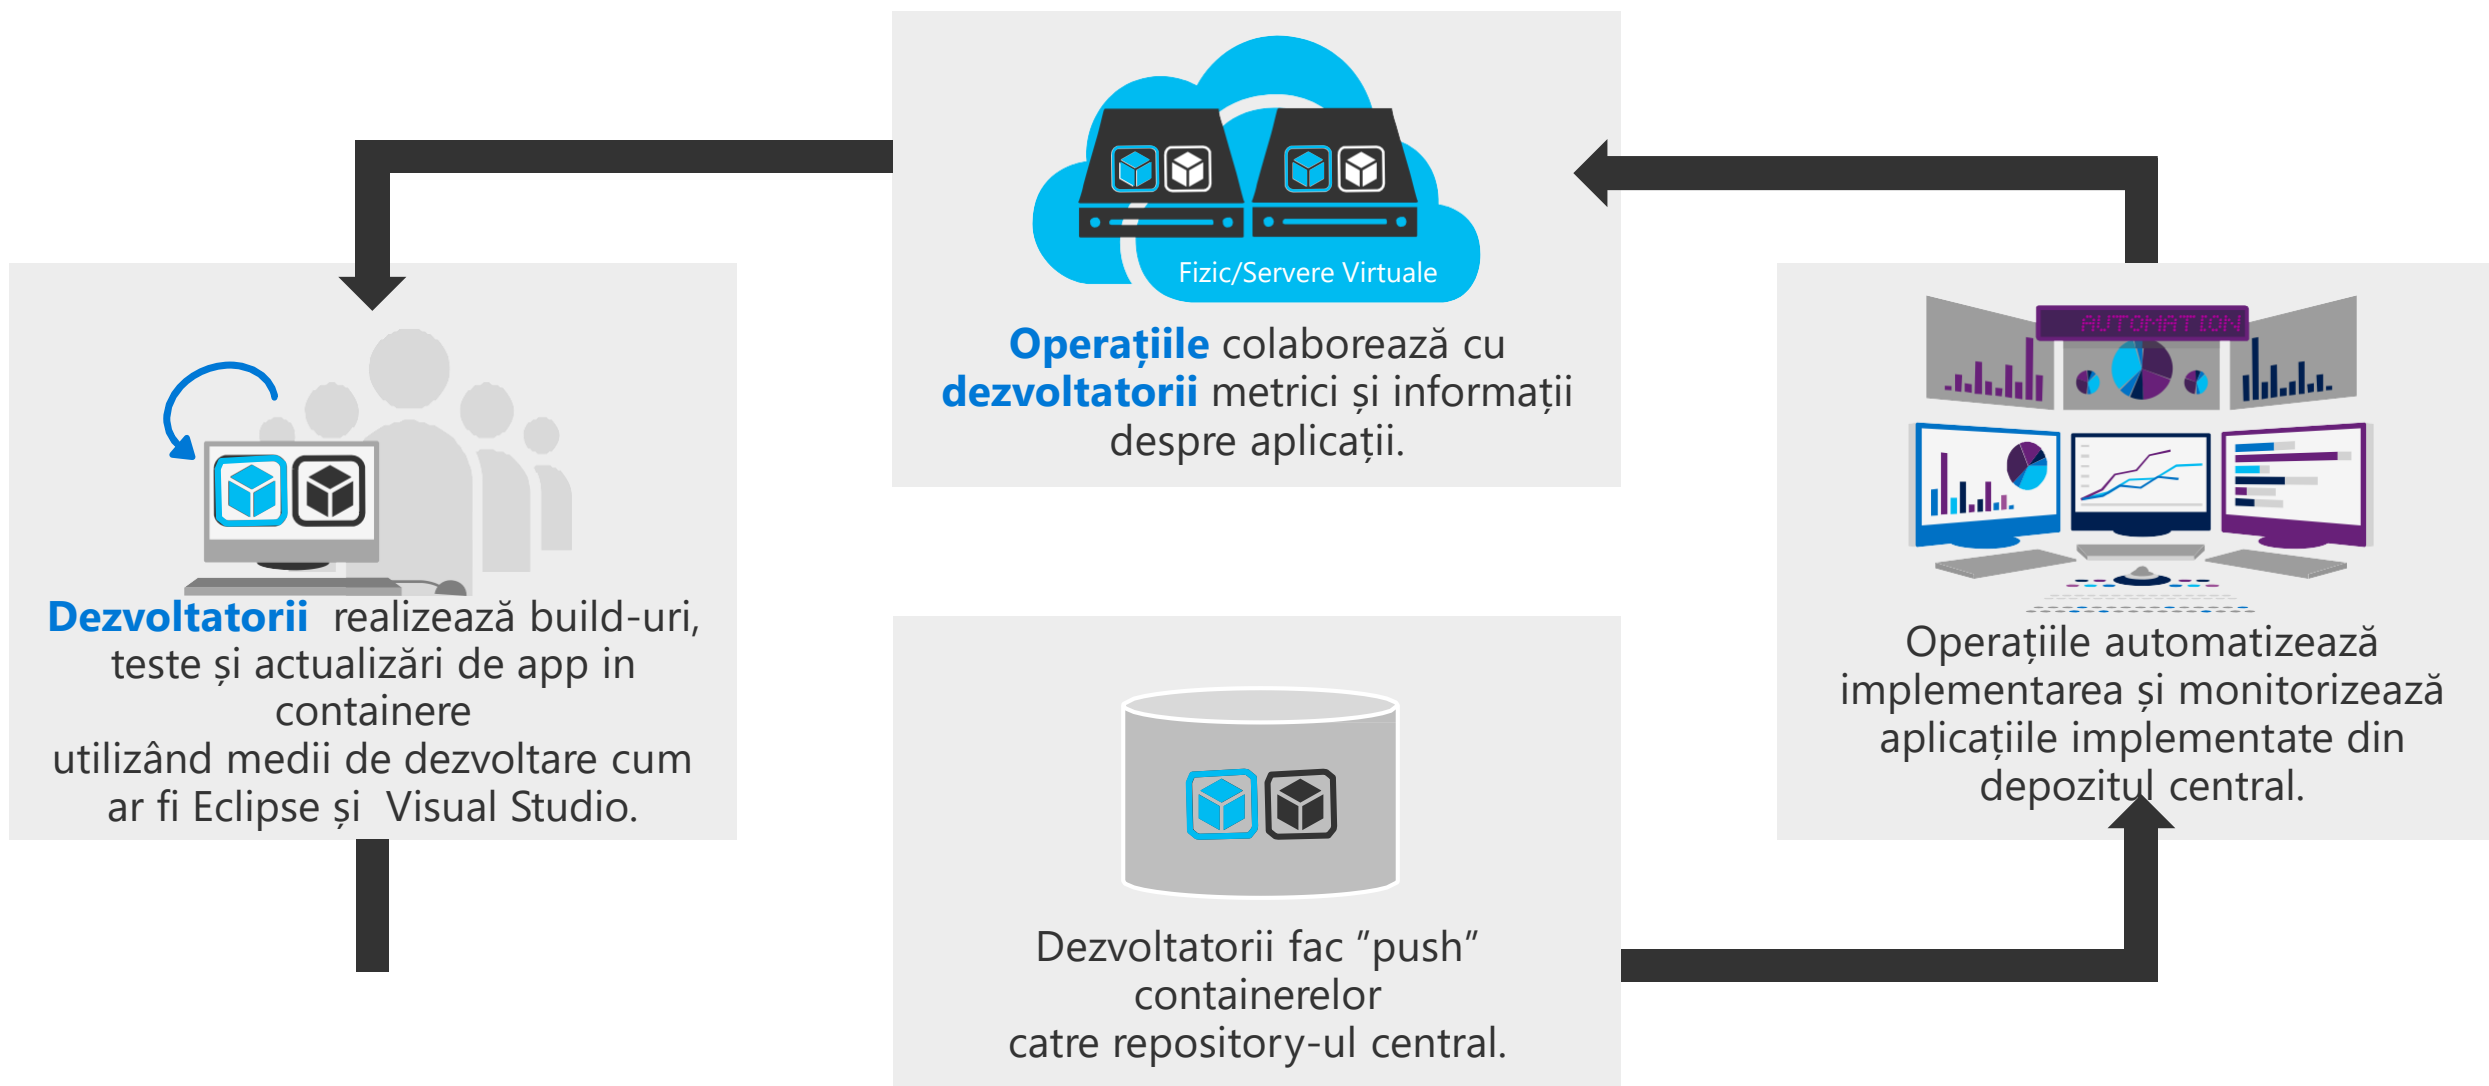 Fizic/Servere Virtuale
Operațiile colaborează cu
dezvoltatorii metrici și informații
despre aplicații.
AUTOMATION
Dezvoltatorii realizează build-uri,
teste și actualizări de app in
containere
utilizând medii de dezvoltare cum
ar fi Eclipse și Visual Studio.
Operațiile automatizează
implementarea și monitorizează
aplicațiile implementate din
depozitul central.
Dezvoltatorii fac ”push”
containerelor
catre repository-ul central.